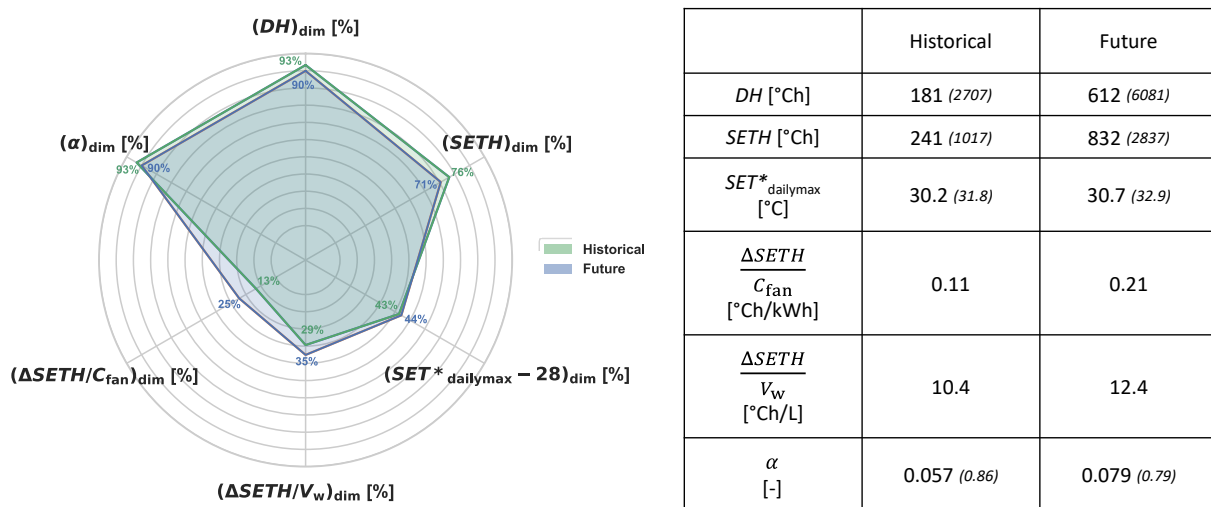 (DH)dim [%]
93%
90%
(α)dim [%]
(SETH)dim [%]
93%
90%
71%
76%
Historical
Future
13%
25%
43%
44%
29%
35%
(ΔSETH/Cfan)dim [%]
(SET*dailymax − 28)dim [%]
(ΔSETH/Vw)dim [%]
Historical Future
DH [°Ch] 181 (2707) 612 (6081)
SETH [°Ch] 241 (1017) 832 (2837)
SET*dailymax
[°C] 30.2 (31.8) 30.7 (32.9)
ΔSETH
Cfan 0.11 0.21
[°Ch/kWh]
ΔSETH
Vw 10.4 12.4
[°Ch/L]
α 0.057 (0.86) 0.079 (0.79)
[-]